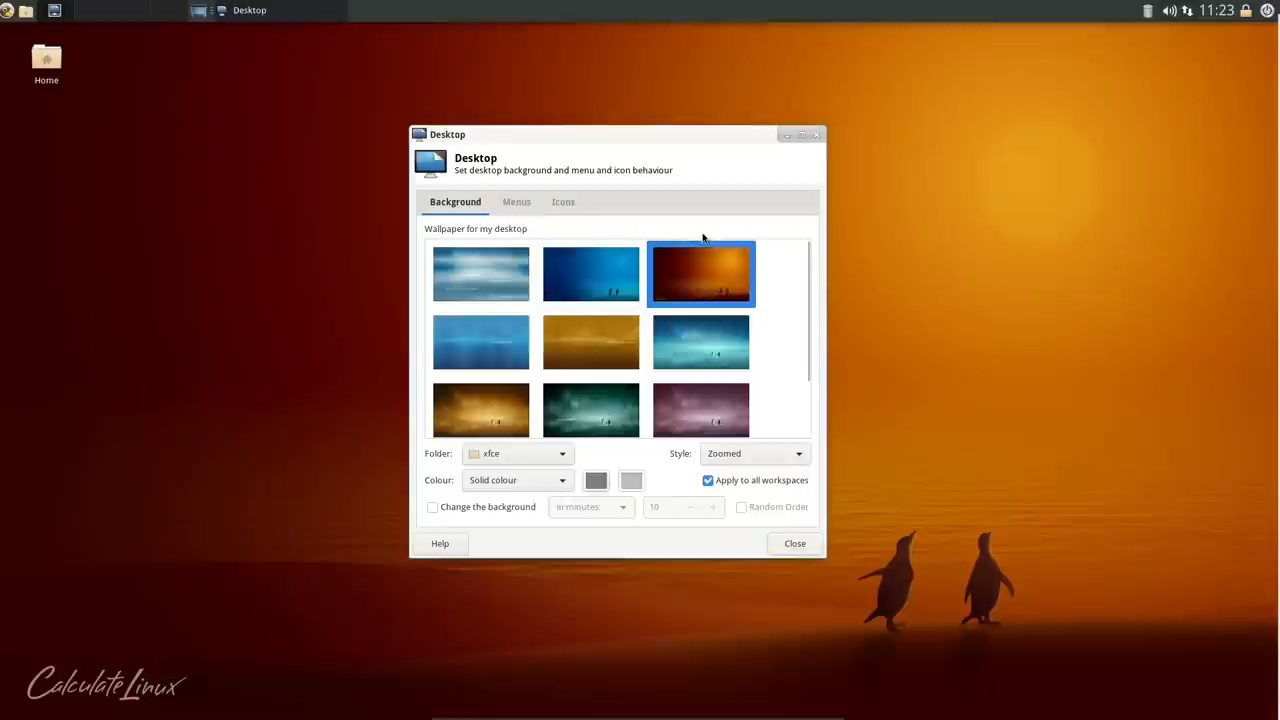 Desktop
11:23
Home
Desktop
Desktop
Set desktop background and menu and icon behaviour
Background Menus Icons
Wallpaper for my desktop
Folder: xfce Style: Zoomed
Colour: Solid colour Apply to all workspaces
Change the background in minutes: 10 Random Order
Help Close
Calculate Linux